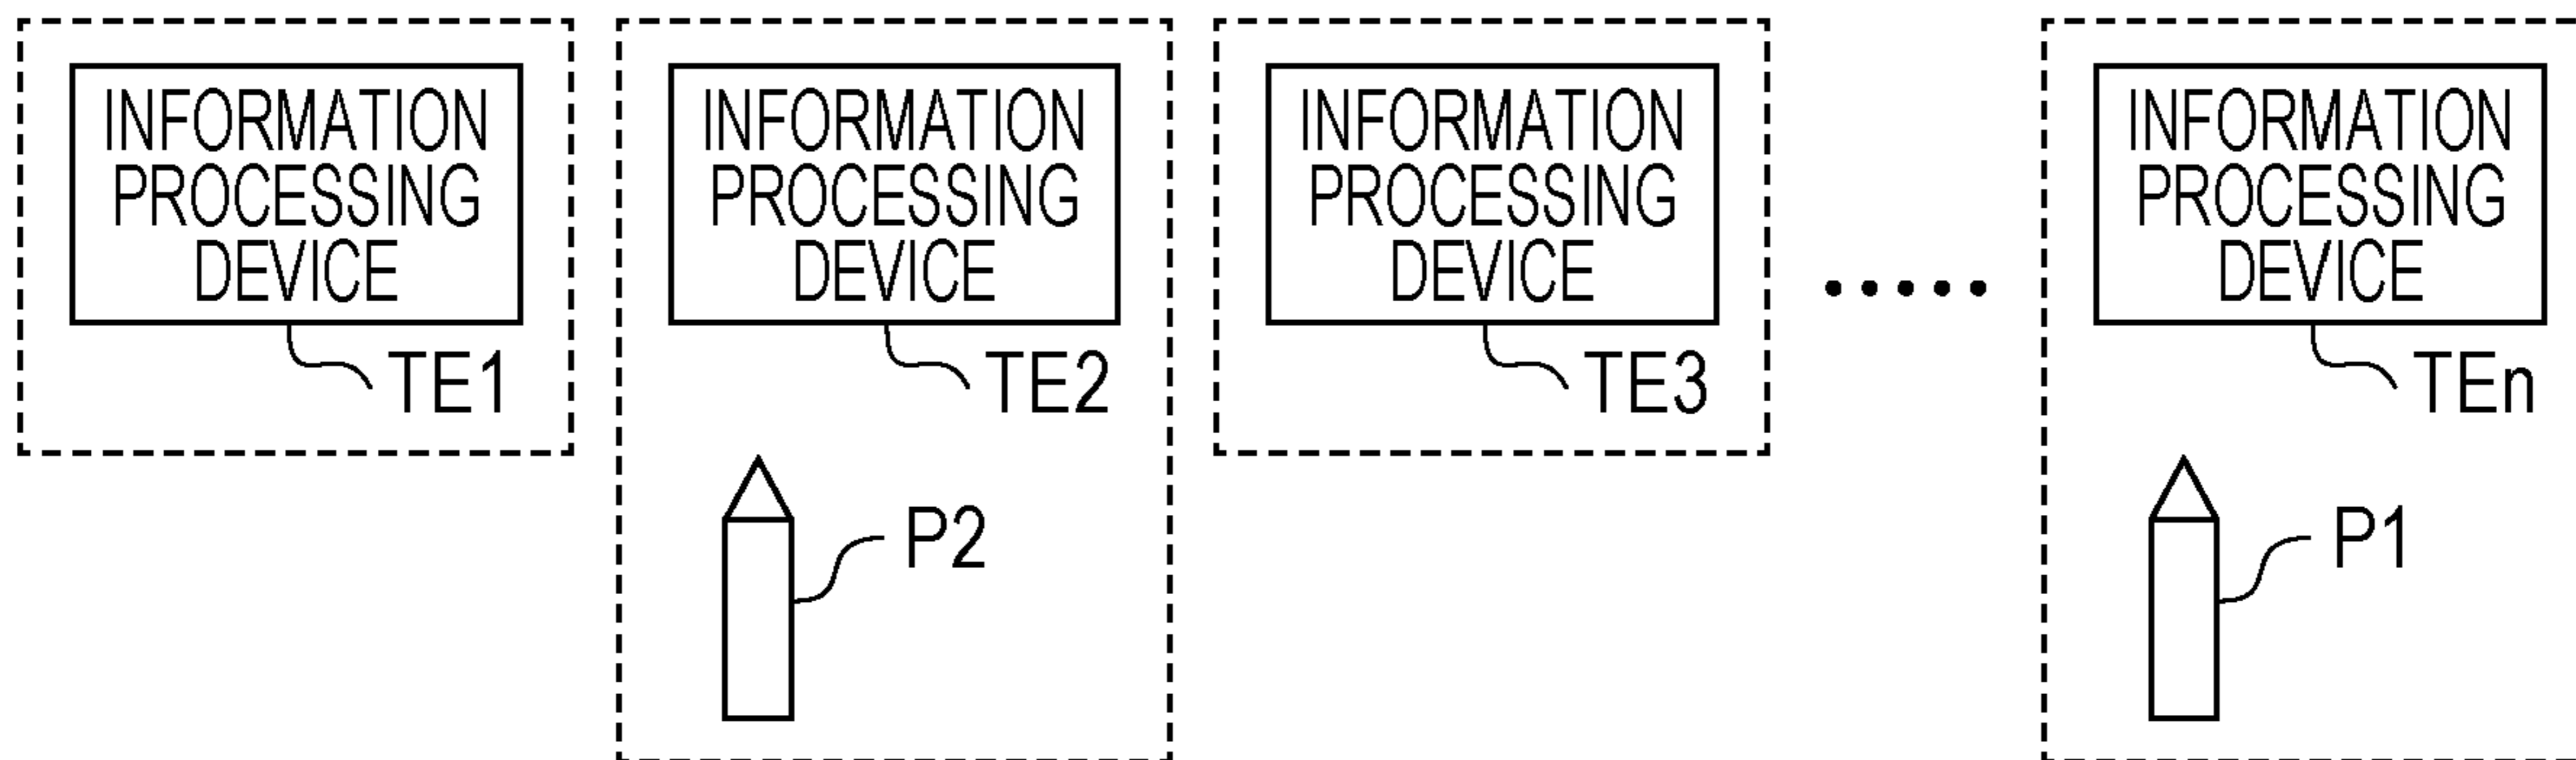 INFORMATION
PROCESSING
DEVICE
TE1
INFORMATION
PROCESSING
DEVICE
TE2
P2
INFORMATION
PROCESSING
DEVICE
TE3
.....
INFORMATION
PROCESSING
DEVICE
TEn
P1